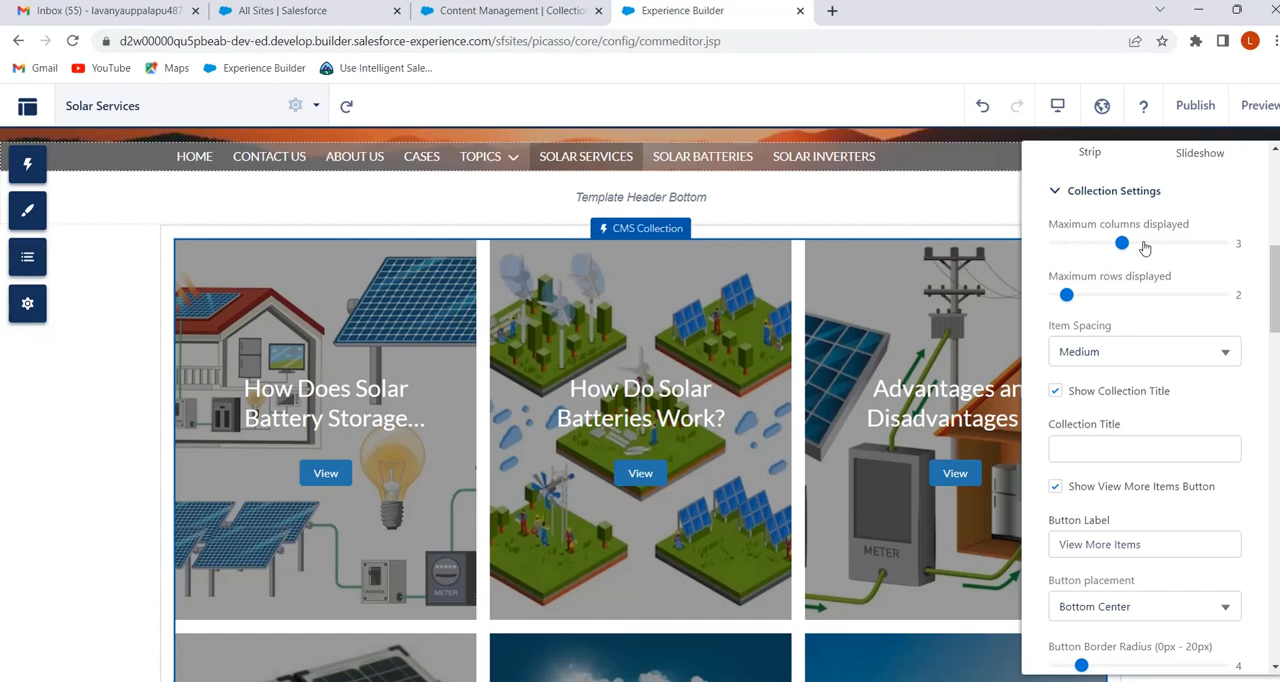 Inbox (55) - lavanyauppalapu487
All Sites | Salesforce
Content Management | Collection
Experience Builder
d2w00000qu5pbeab-dev-ed.develop.builder.salesforce-experience.com/sfsites/picasso/core/config/commeditor.jsp
L
Gmail
YouTube
Maps
Experience Builder
Use Intelligent Sale...
Solar Services
?
Publish
Preview
HOME
CONTACT US
ABOUT US
CASES
TOPICS
SOLAR SERVICES
SOLAR BATTERIES
SOLAR INVERTERS
Template Header Bottom
CMS Collection
How Does Solar
Battery Storage...
View
METER
How Do Solar
Batteries Work?
View
Advantages an
Disadvantages
View
METER
Strip
Slideshow
Collection Settings
Maximum columns displayed
3
Maximum rows displayed
2
Item Spacing
Medium
Show Collection Title
Collection Title
Show View More Items Button
Button Label
View More Items
Button placement
Bottom Center
Button Border Radius (0px - 20px)
4